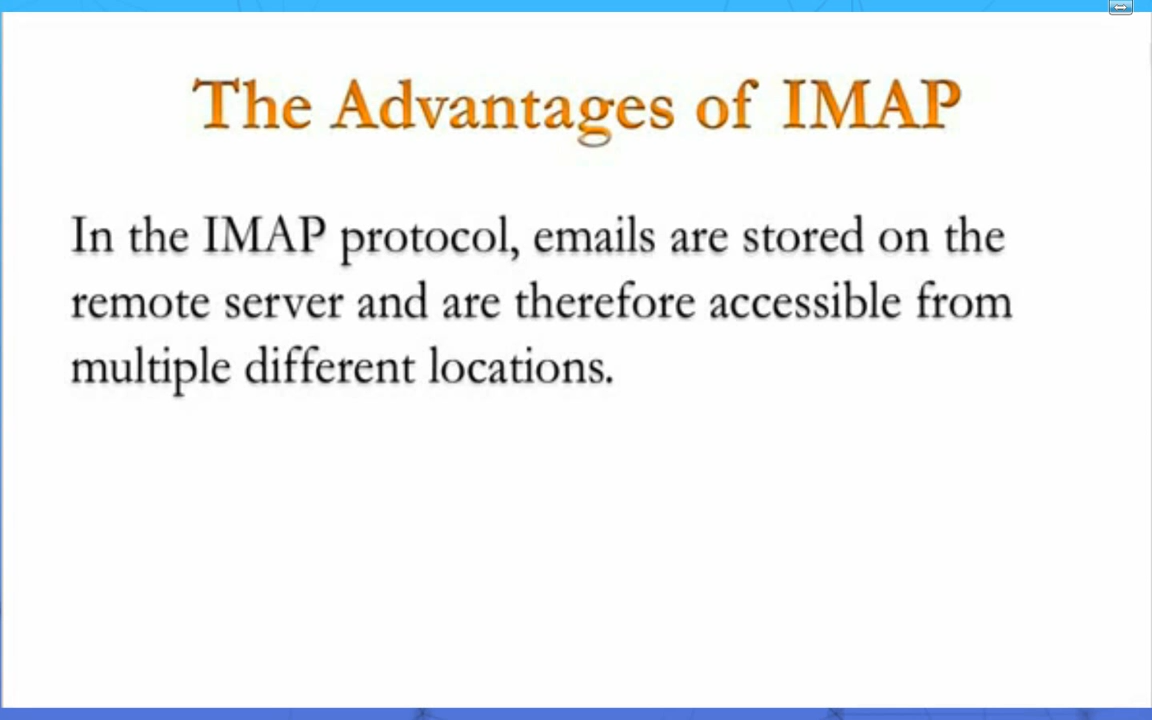 The Advantages of IMAP
In the IMAP protocol, emails are stored on the
remote server and are therefore accessible from
multiple different locations.